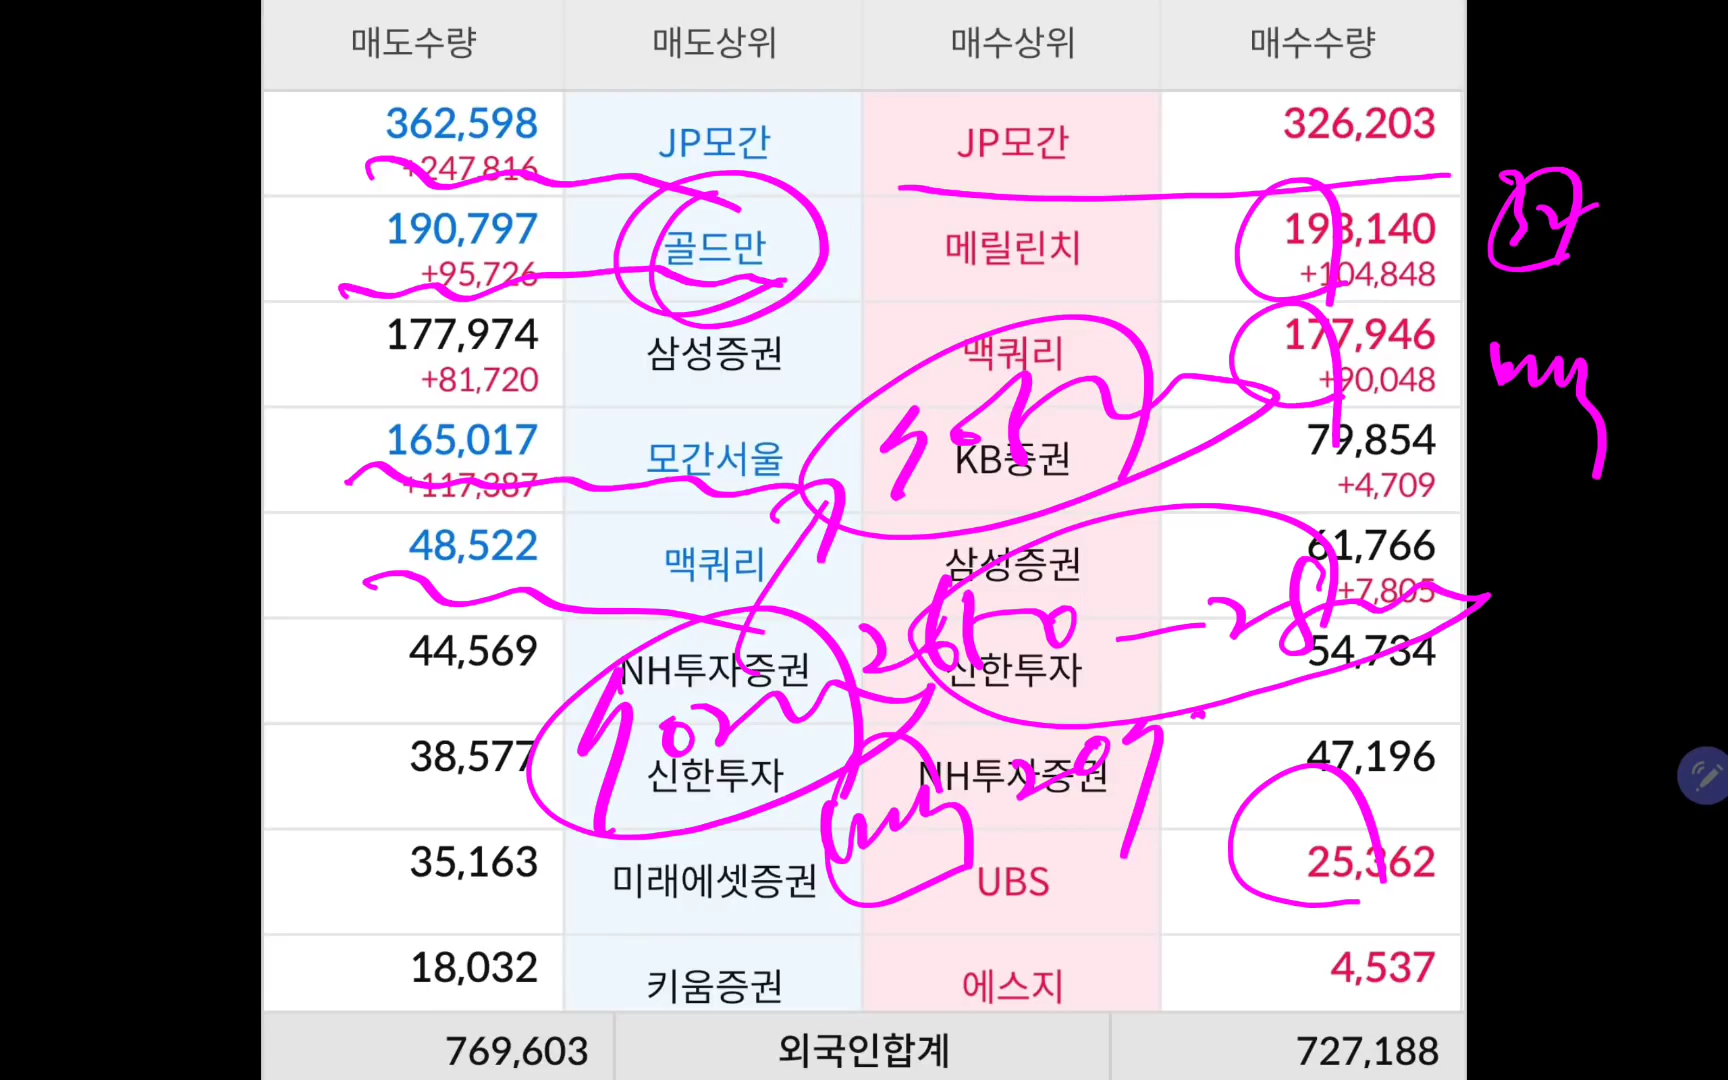 매도수량 매도상위 매수상위 매수수량
362,598 JP모간 JP모간 326,203
+247,816
190,797 골드만 메릴린치 193,140
+95,726 +104,848
177,974 삼성증권 맥쿼리 177,946
+81,720 +90,048
165,017 모간서울 KB증권 79,854
+117,387 +4,709
48,522 맥쿼리 삼성증권 61,766
+7,805
44,569 NH투자증권 신한투자 54,734
38,577 신한투자 NH투자증권 47,196
35,163 미래에셋증권 UBS 25,362
18,032 키움증권 에스지 4,537
769,603 외국인합계 727,188